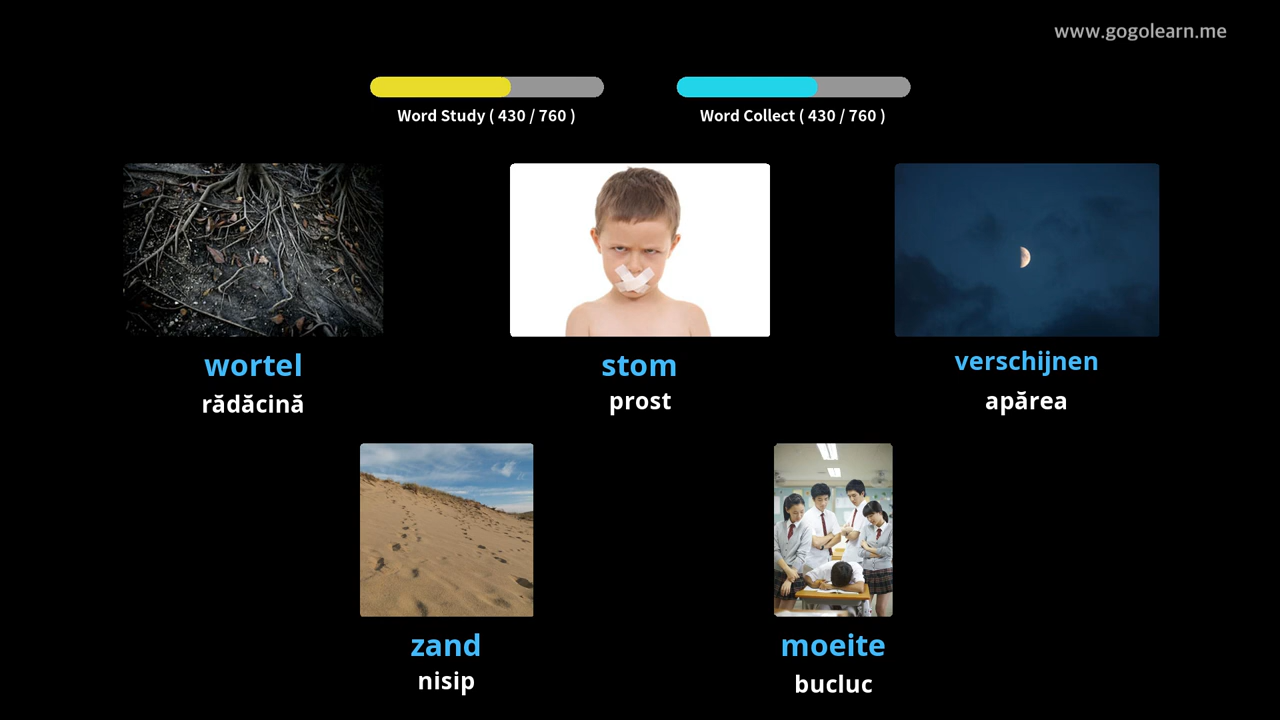 www.gogolearn.me
Word Study ( 430 / 760 )
Word Collect ( 430 / 760 )
wortel
rădăcină
stom
prost
verschijnen
apărea
zand
nisip
moeite
bucluc